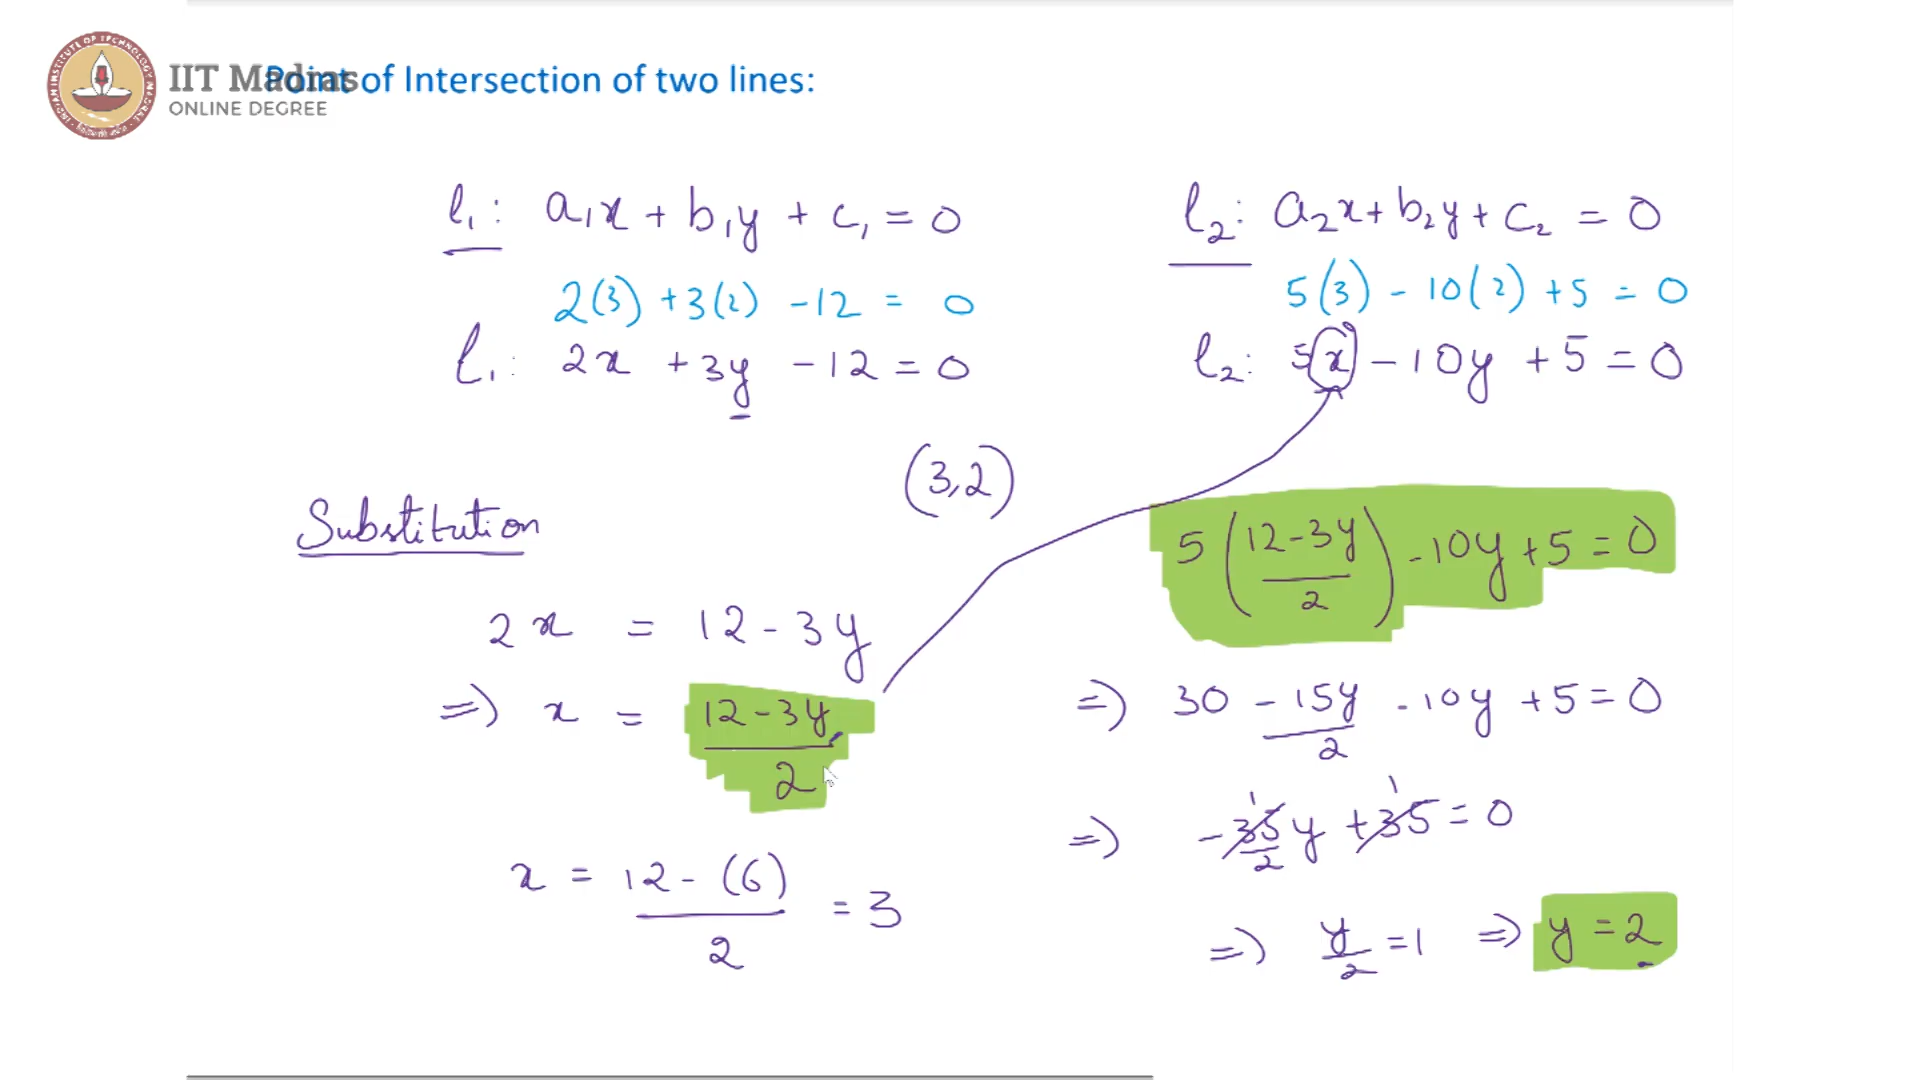 IIT Madras
ONLINE DEGREE
Point of Intersection of two lines:
l₁: a₁x + b₁y + c₁ = 0
l₂: a₂x + b₂y + c₂ = 0
2(3) + 3(2) - 12 = 0
5(3) - 10(2) + 5 = 0
l₁: 2x + 3y - 12 = 0
l₂: 5x - 10y + 5 = 0
(3,2)
Substitution
5((12-3y)/2) - 10y + 5 = 0
2x = 12 - 3y
=> x = (12-3y)/2
=> 30 - 15y/2 - 10y + 5 = 0
=> -35/2 y + 35 = 0
1 1
x = (12-(6))/2 = 3
=> y/2 = 1 => y = 2